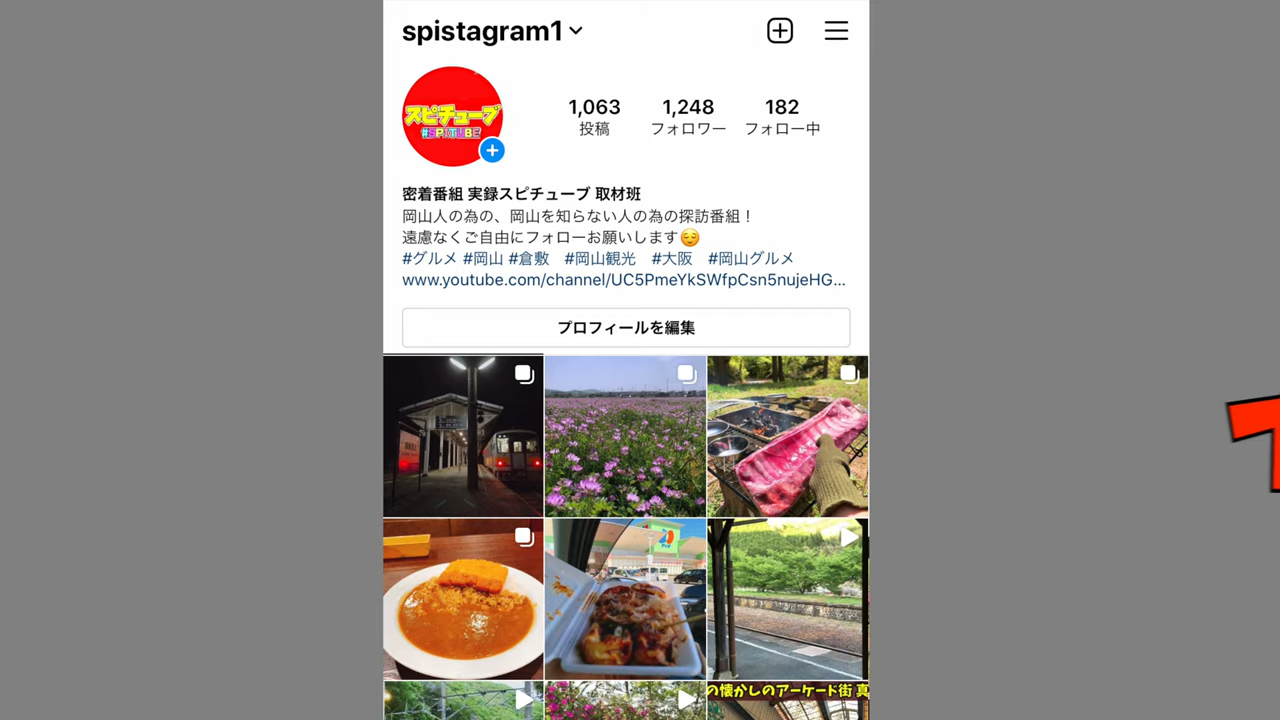 spistagram1
スピチューブ
#SPITUBE
1,063
投稿
1,248
フォロワー
182
フォロー中
密着番組 実録スピチューブ 取材班
岡山人の為の、岡山を知らない人の為の探訪番組！
遠慮なくご自由にフォローお願いします😌
#グルメ #岡山 #倉敷　#岡山観光　#大阪　#岡山グルメ
www.youtube.com/channel/UC5PmeYkSWfpCsn5nujeHG...
プロフィールを編集
の懐かしのアーケード街 真